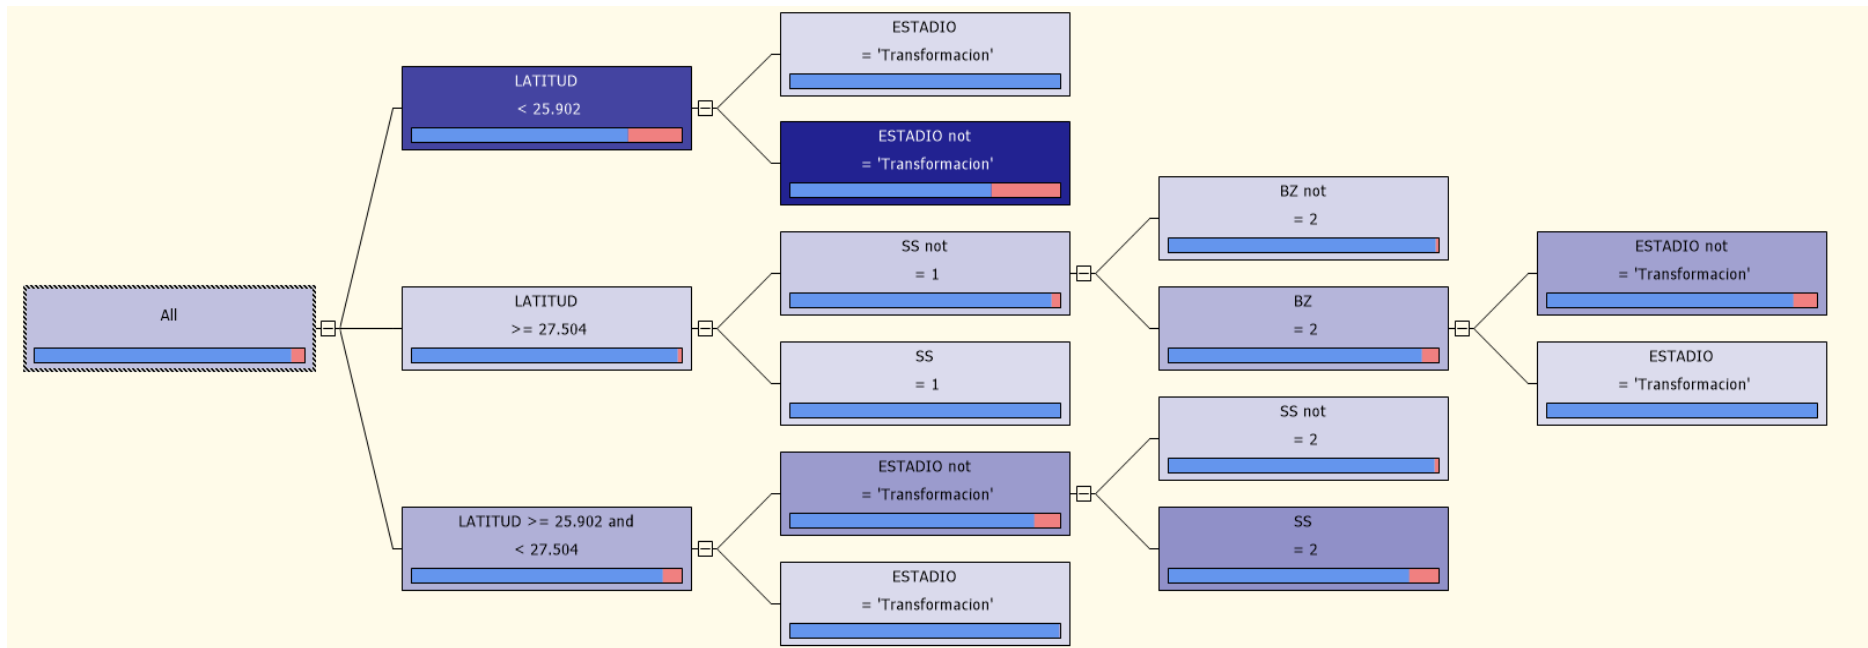 All
LATITUD
< 25.902
ESTADIO
= 'Transformacion'
ESTADIO not
= 'Transformacion'
LATITUD
>= 27.504
SS not
= 1
BZ not
= 2
BZ
= 2
ESTADIO not
= 'Transformacion'
ESTADIO
= 'Transformacion'
SS
= 1
LATITUD >= 25.902 and
< 27.504
ESTADIO not
= 'Transformacion'
SS not
= 2
SS
= 2
ESTADIO
= 'Transformacion'